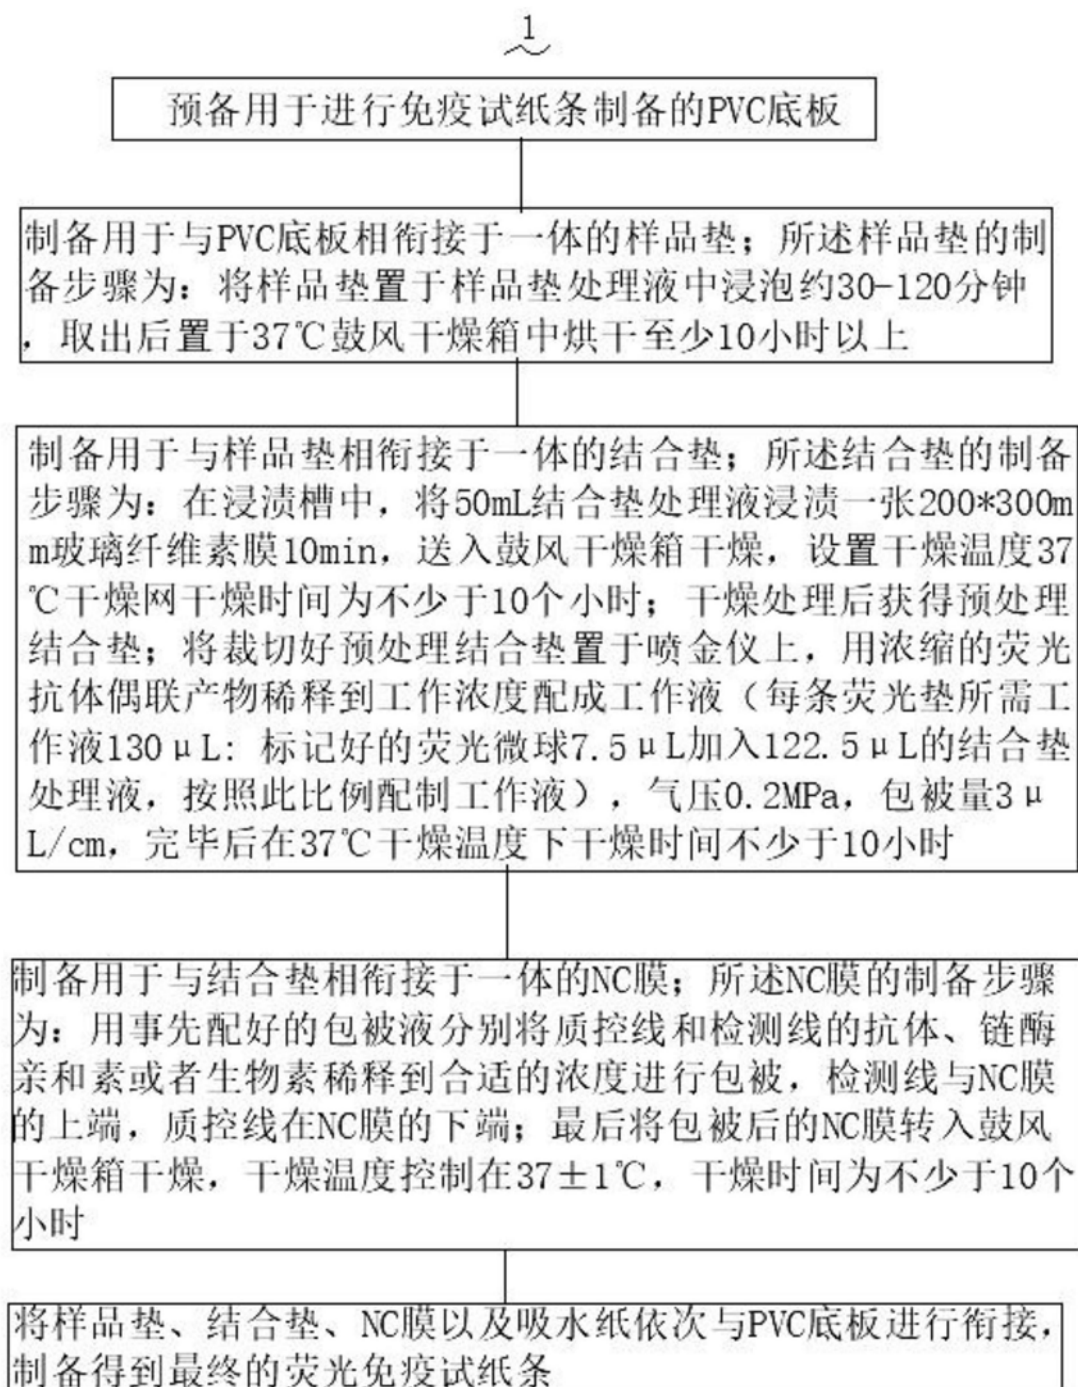 1
预备用于进行免疫试纸条制备的PVC底板
制备用于与PVC底板相衔接于一体的样品垫；所述样品垫的制
备步骤为：将样品垫置于样品垫处理液中浸泡约30-120分钟
，取出后置于37℃鼓风干燥箱中烘干至少10小时以上
制备用于与样品垫相衔接于一体的结合垫；所述结合垫的制备
步骤为：在浸渍槽中，将50mL结合垫处理液浸渍一张200*300m
m玻璃纤维素膜10min，送入鼓风干燥箱干燥，设置干燥温度37
℃干燥网干燥时间为不少于10个小时；干燥处理后获得预处理
结合垫；将裁切好预处理结合垫置于喷金仪上，用浓缩的荧光
抗体偶联产物稀释到工作浓度配成工作液（每条荧光垫所需工
作液130μL: 标记好的荧光微球7.5μL加入122.5μL的结合垫
处理液，按照此比例配制工作液），气压0.2MPa，包被量3μ
L/cm，完毕后在37℃干燥温度下干燥时间不少于10小时
制备用于与结合垫相衔接于一体的NC膜；所述NC膜的制备步骤
为：用事先配好的包被液分别将质控线和检测线的抗体、链酶
亲和素或者生物素稀释到合适的浓度进行包被，检测线与NC膜
的上端，质控线在NC膜的下端；最后将包被后的NC膜转入鼓风
干燥箱干燥，干燥温度控制在37±1℃，干燥时间为不少于10个
小时
将样品垫、结合垫、NC膜以及吸水纸依次与PVC底板进行衔接，
制备得到最终的荧光免疫试纸条